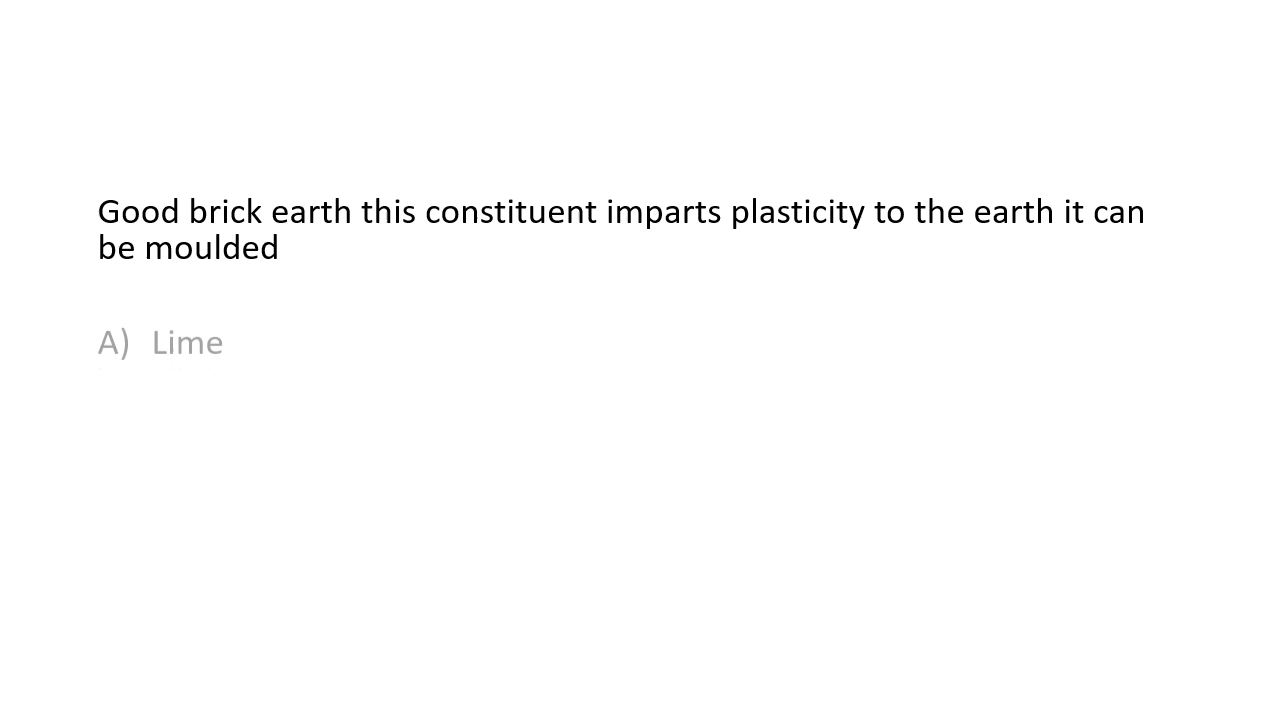 Good brick earth this constituent imparts plasticity to the earth it can
be moulded
A) Lime